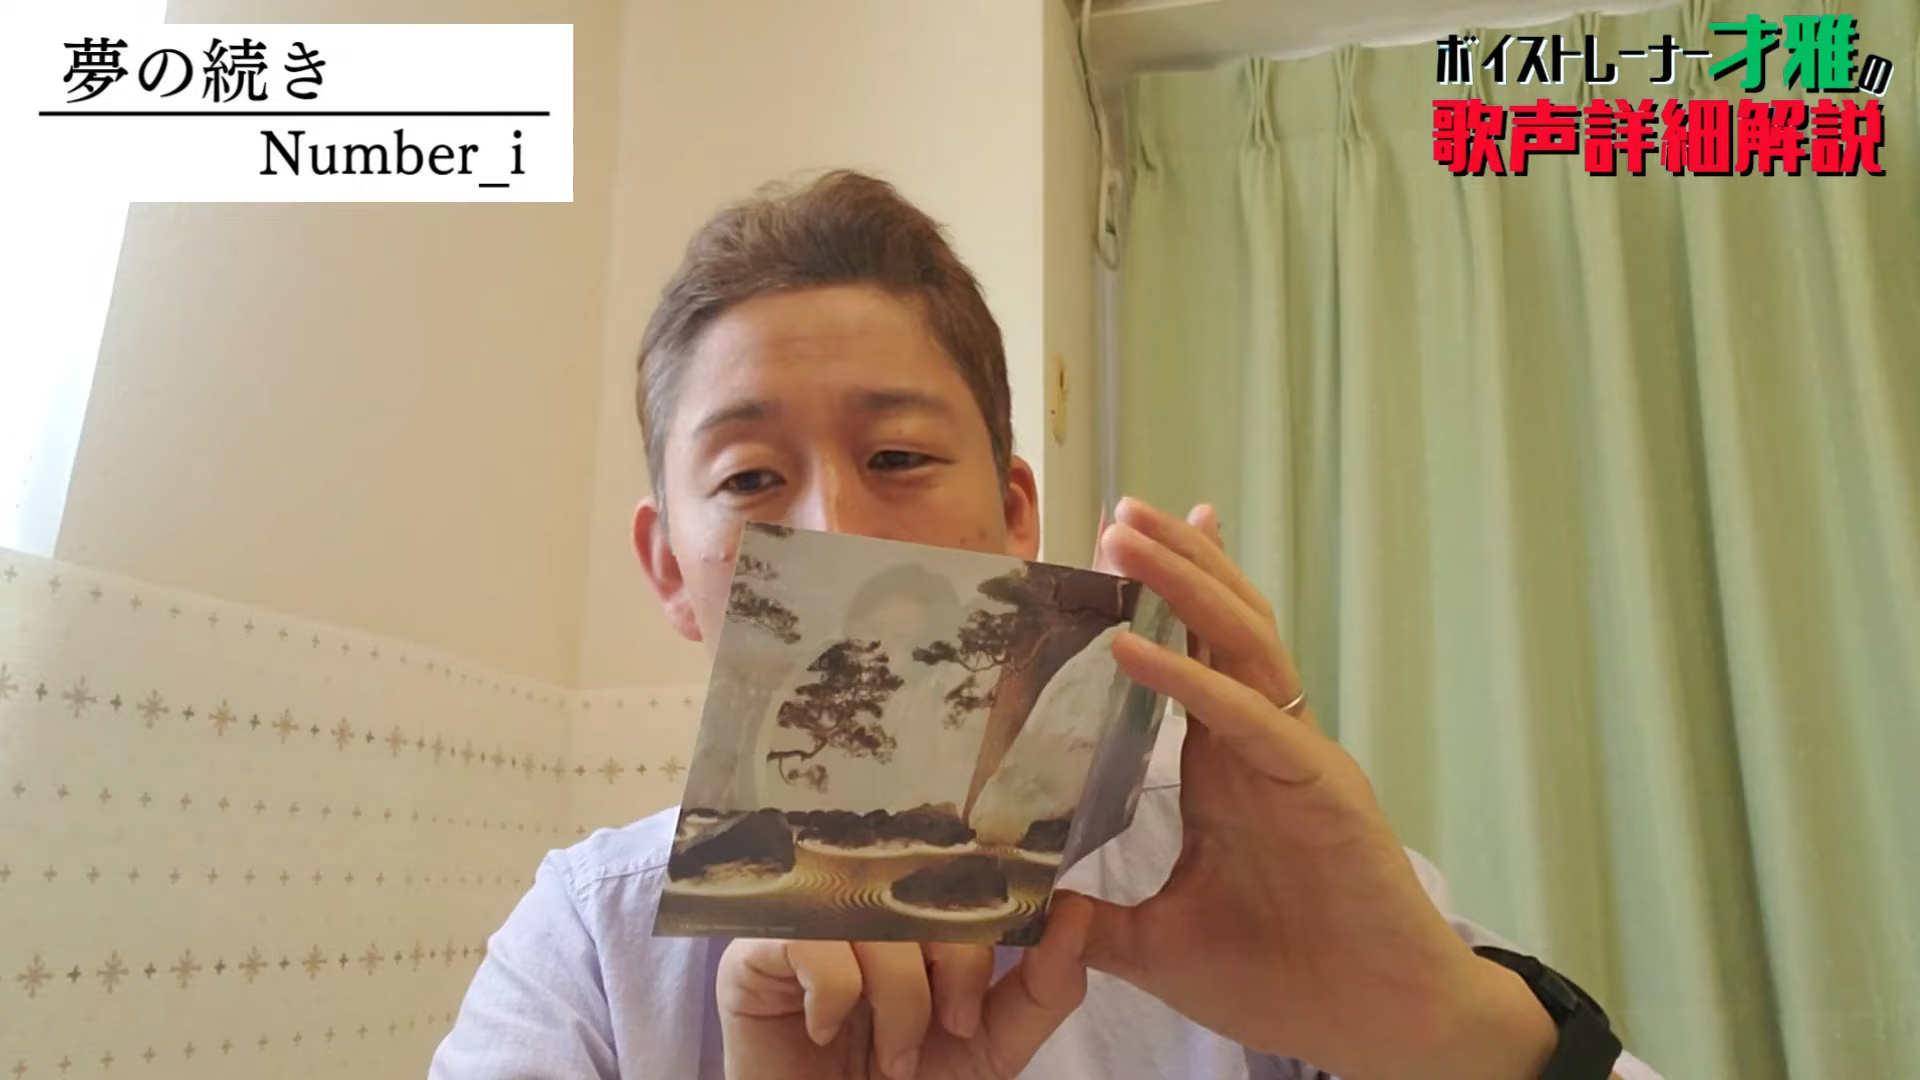 夢の続き
Number_i
ボイストレーナー才雅の
歌声詳細解説